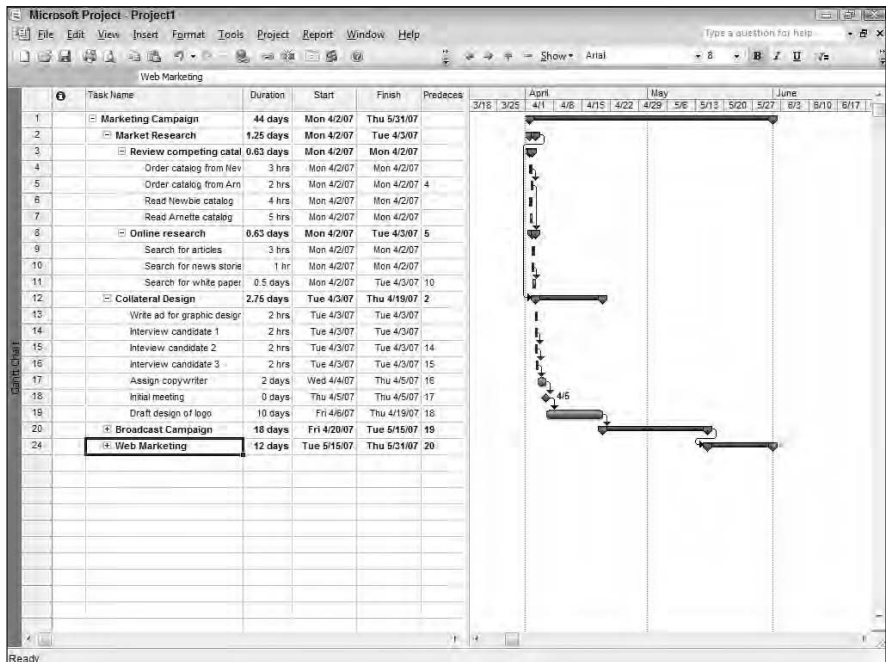 Microsoft Project - Project1
File Edit View Insert Format Tools Project Report Window Help Type a question for help
Show Arial 8 B I U
Web Marketing
Task Name Duration Start Finish Predeces
April May June
3/18 3/25 4/1 4/8 4/15 4/22 4/29 5/6 5/13 5/20 5/27 6/3 6/10 6/17
1 Marketing Campaign 44 days Mon 4/2/07 Thu 5/31/07
2 Market Research 1.25 days Mon 4/2/07 Tue 4/3/07
3 Review competing catal 0.63 days Mon 4/2/07 Mon 4/2/07
4 Order catalog from Nev 3 hrs Mon 4/2/07 Mon 4/2/07
5 Order catalog from Arn 2 hrs Mon 4/2/07 Mon 4/2/07 4
6 Read Newbie catalog 4 hrs Mon 4/2/07 Mon 4/2/07
7 Read Arnette catalog 5 hrs Mon 4/2/07 Mon 4/2/07
8 Online research 0.63 days Mon 4/2/07 Tue 4/3/07 5
9 Search for articles 3 hrs Mon 4/2/07 Mon 4/2/07
10 Search for news storie 1 hr Mon 4/2/07 Mon 4/2/07
11 Search for white paper 0.5 days Mon 4/2/07 Tue 4/3/07 10
12 Collateral Design 2.75 days Tue 4/3/07 Thu 4/19/07 2
13 Write ad for graphic design 2 hrs Tue 4/3/07 Tue 4/3/07
14 Interview candidate 1 2 hrs Tue 4/3/07 Tue 4/3/07
15 Inteview candidate 2 2 hrs Tue 4/3/07 Tue 4/3/07 14
16 Interview candidate 3 2 hrs Tue 4/3/07 Tue 4/3/07 15
17 Assign copywriter 2 days Wed 4/4/07 Thu 4/5/07 16
18 Initial meeting 0 days Thu 4/5/07 Thu 4/5/07 17 4/5
19 Draft design of logo 10 days Fri 4/6/07 Thu 4/19/07 18
20 Broadcast Campaign 18 days Fri 4/20/07 Tue 5/15/07 19
24 Web Marketing 12 days Tue 5/15/07 Thu 5/31/07 20
Gantt Chart
Ready